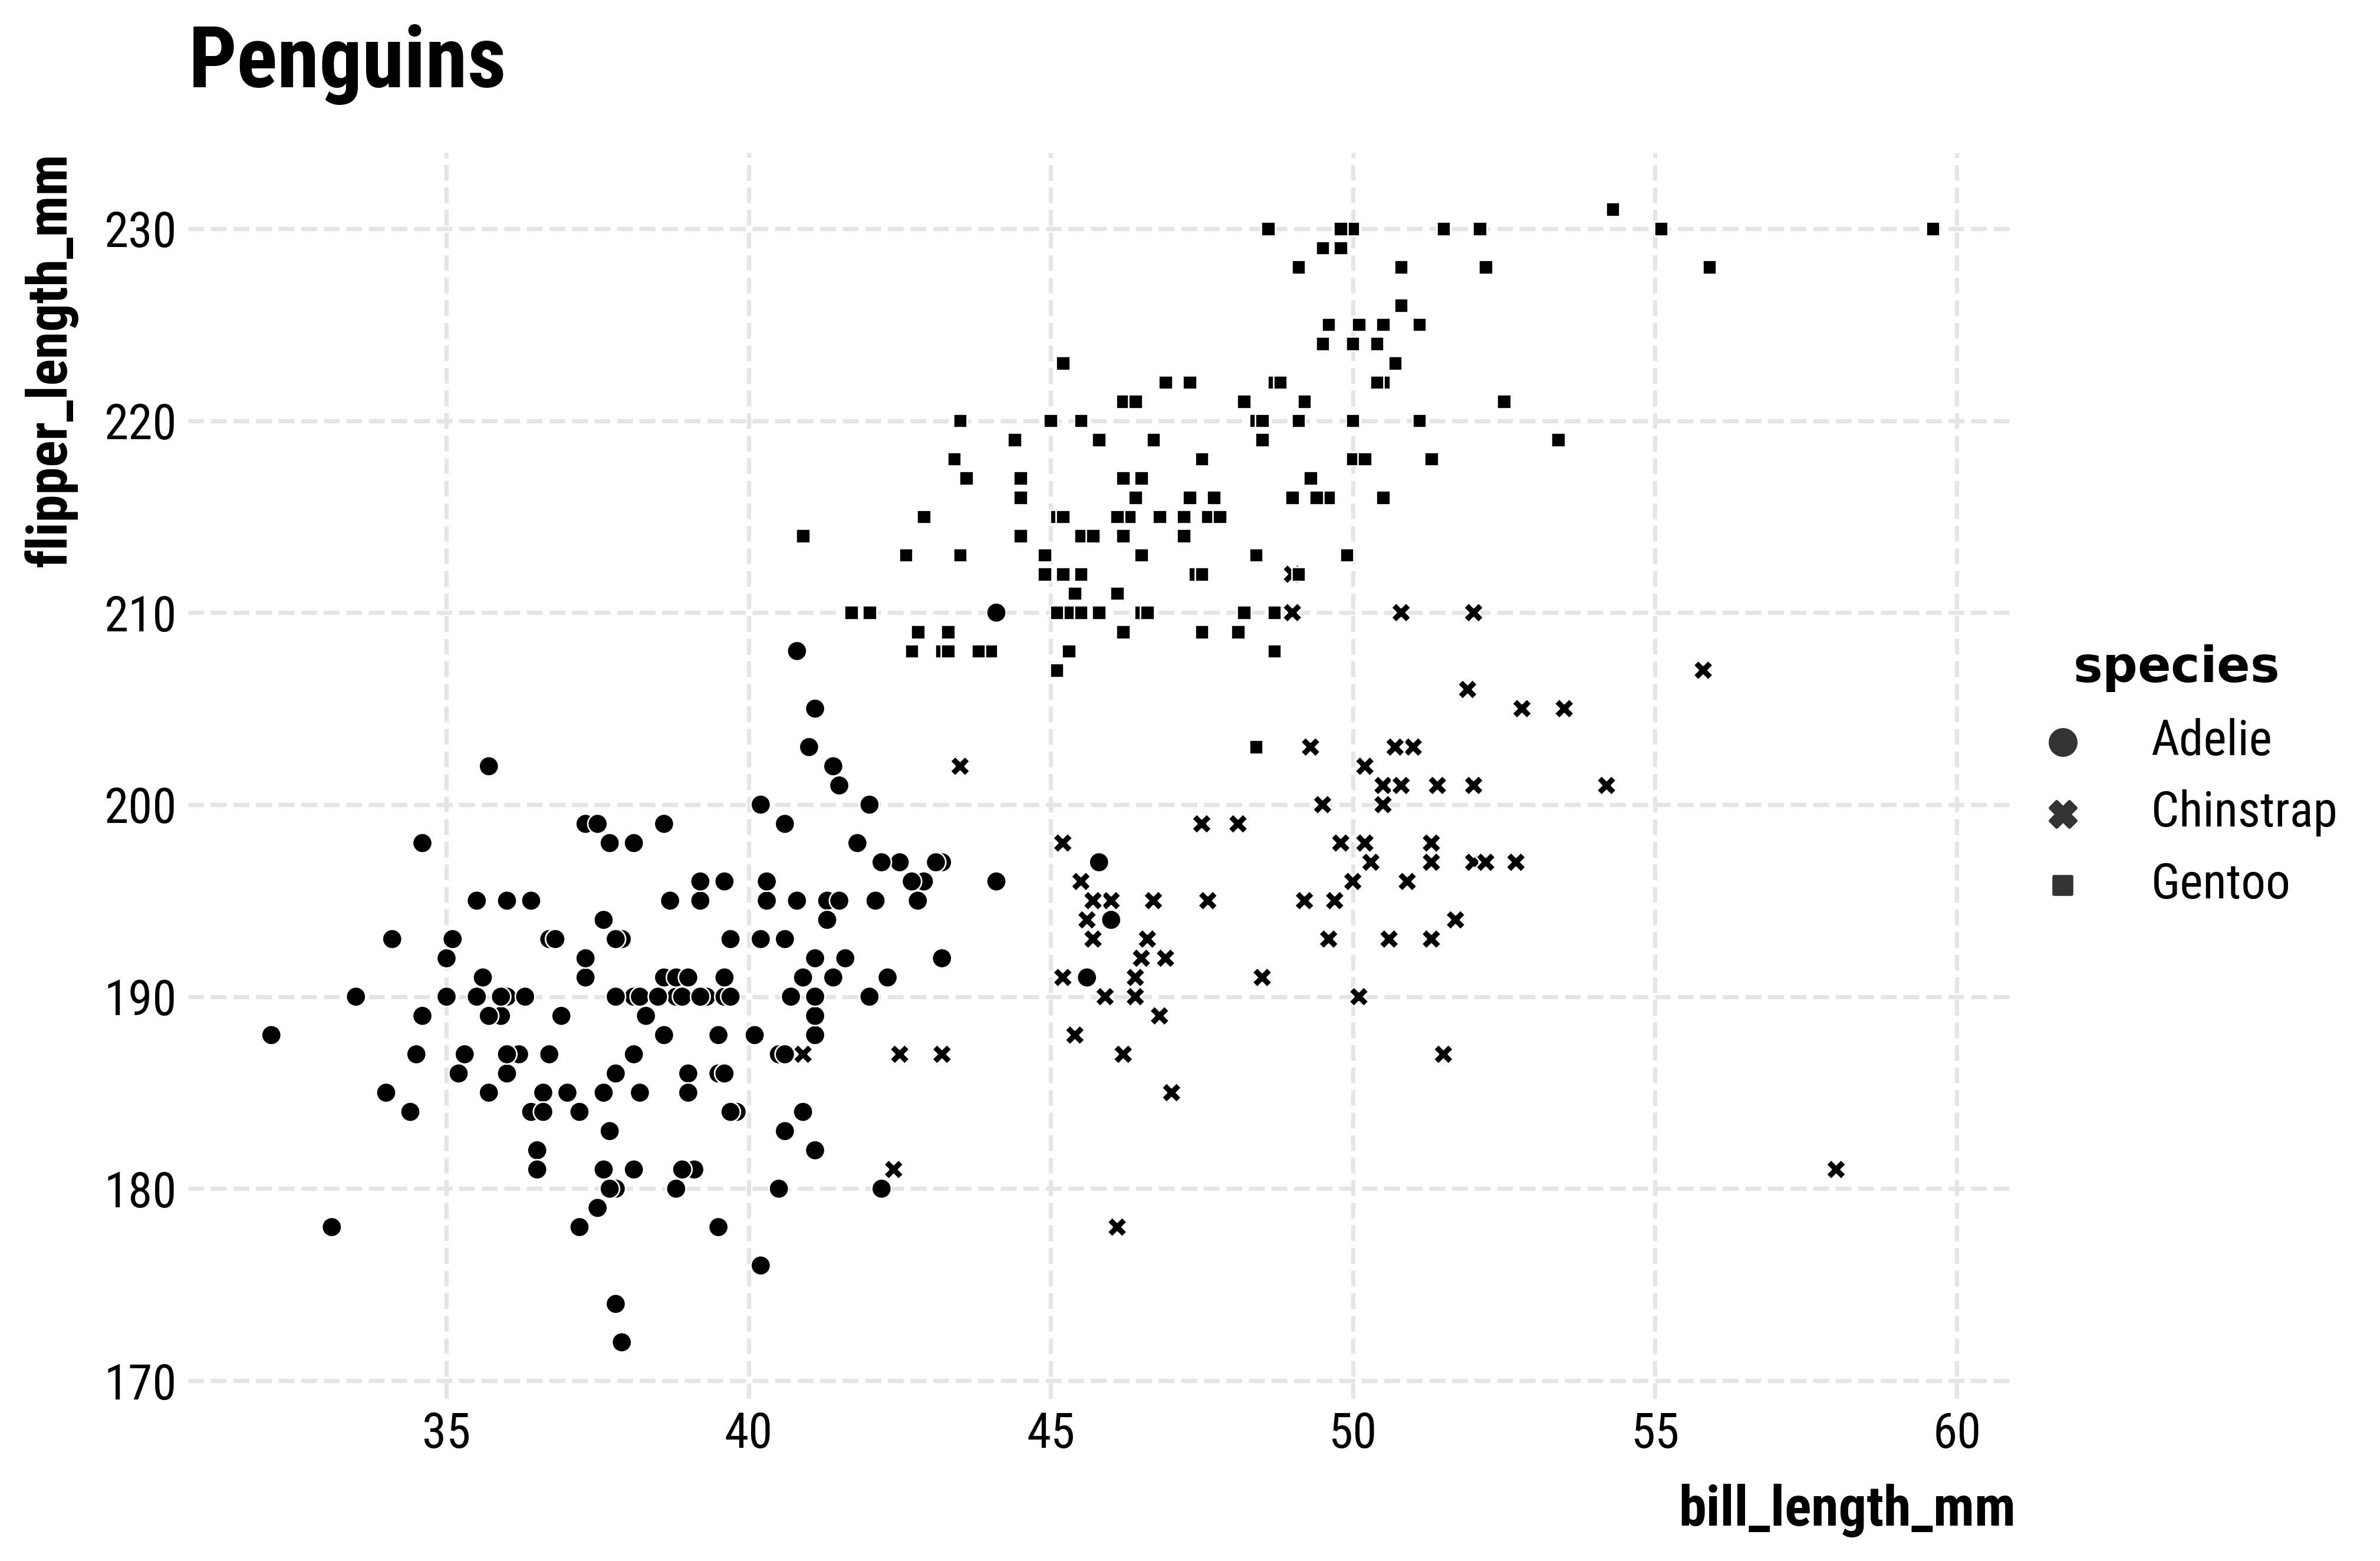 Penguins
flipper_length_mm
230
220
210
200
190
180
170
35 40 45 50 55 60
bill_length_mm
species
Adelie
Chinstrap
Gentoo